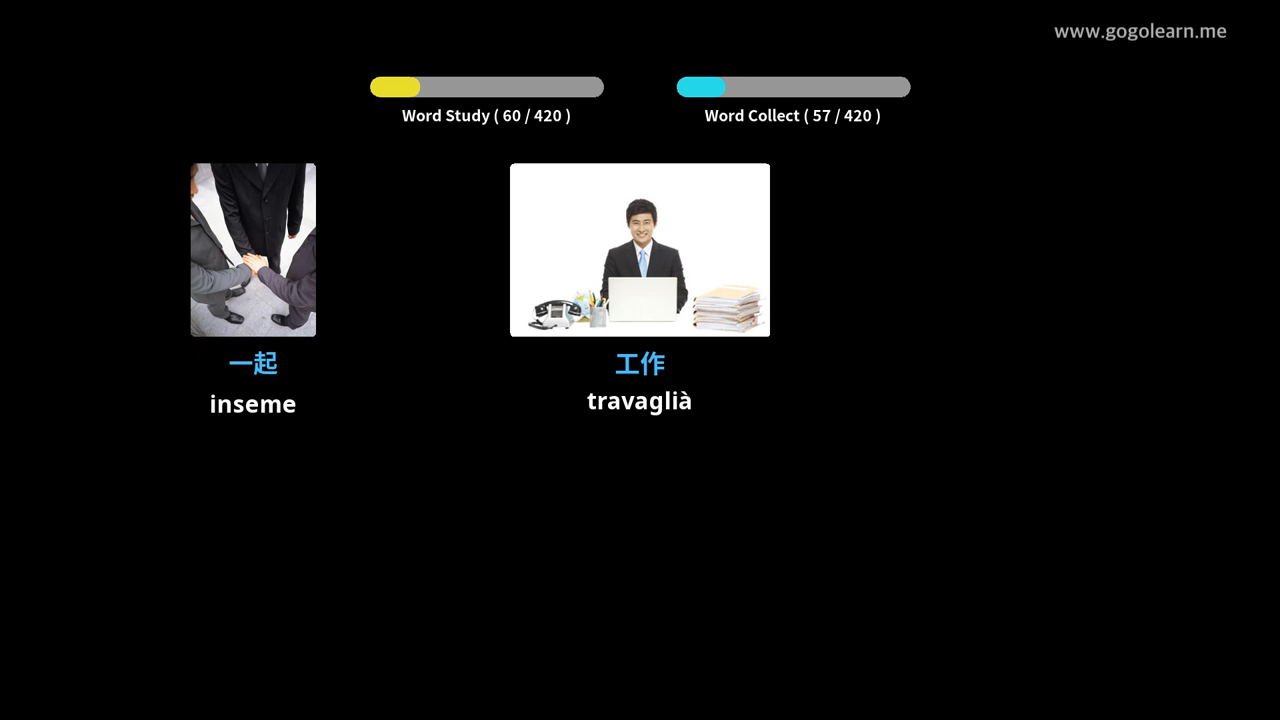 www.gogolearn.me
Word Study ( 60 / 420 )
Word Collect ( 57 / 420 )
一起
inseme
工作
travaglià